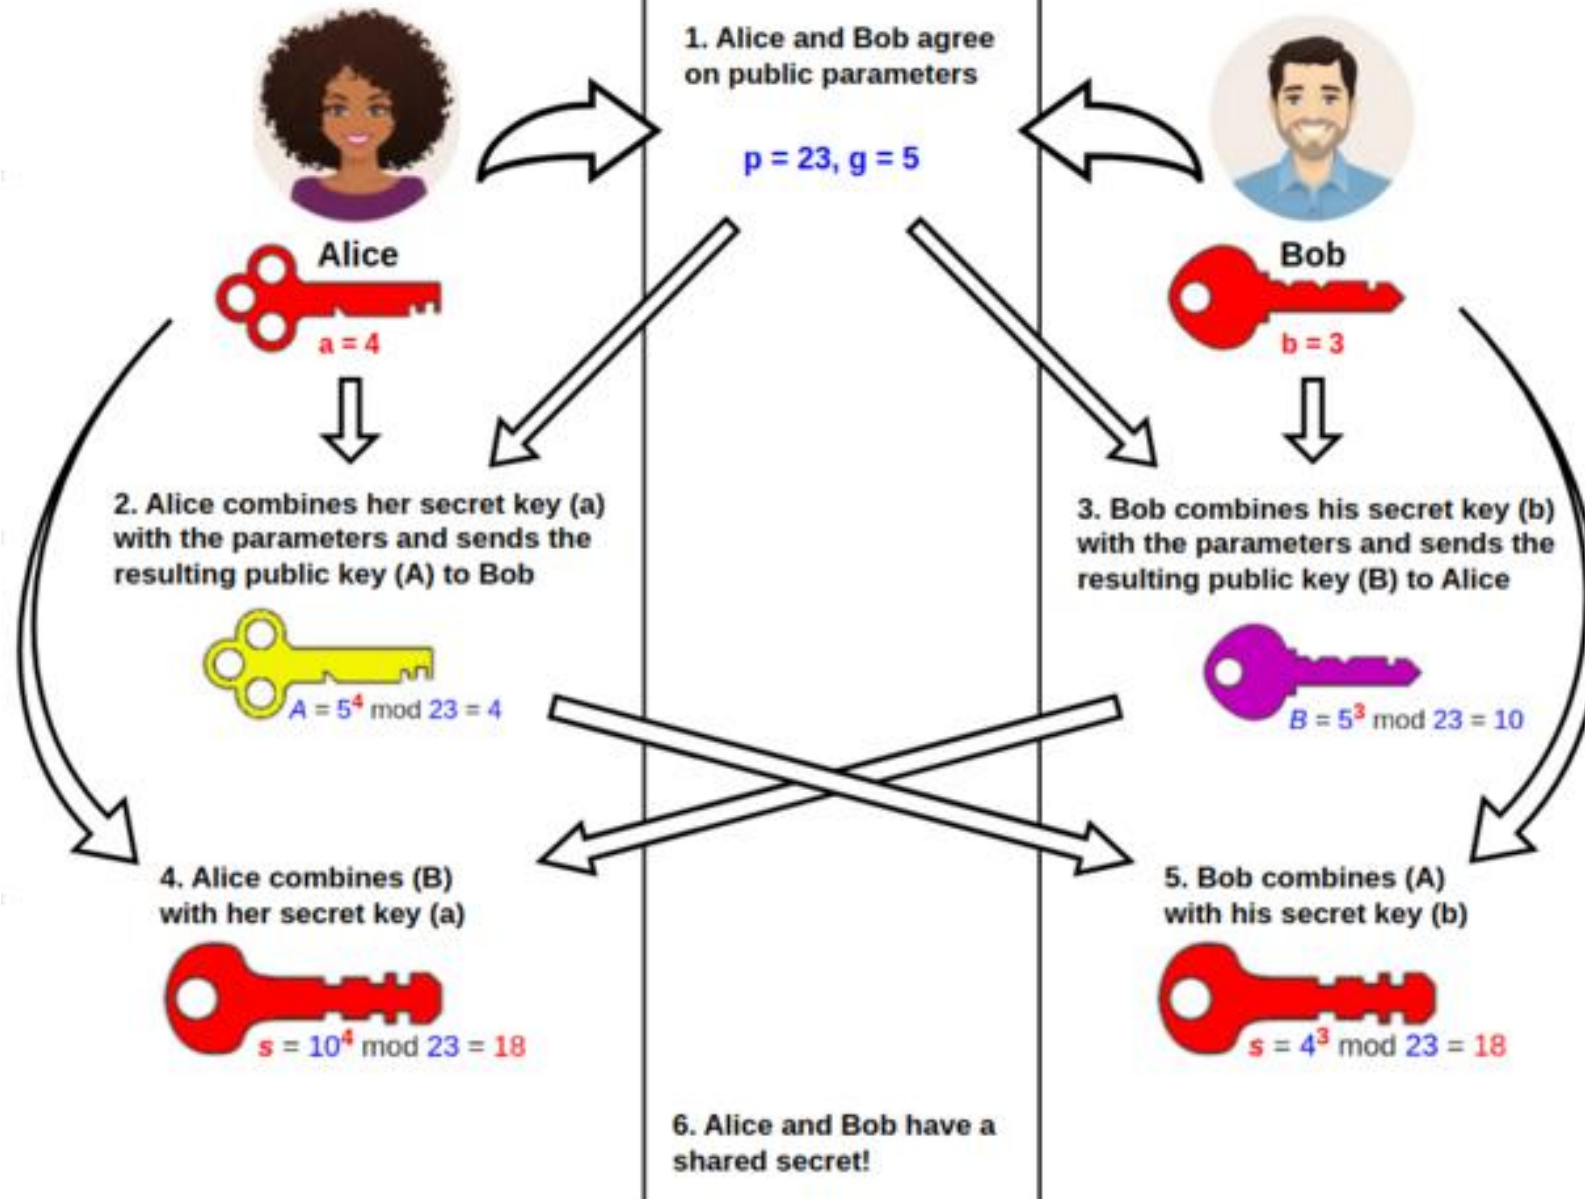 1. Alice and Bob agree
on public parameters
p = 23, g = 5
Alice
a = 4
Bob
b = 3
2. Alice combines her secret key (a)
with the parameters and sends the
resulting public key (A) to Bob
A = 5⁴ mod 23 = 4
3. Bob combines his secret key (b)
with the parameters and sends the
resulting public key (B) to Alice
B = 5³ mod 23 = 10
4. Alice combines (B)
with her secret key (a)
s = 10⁴ mod 23 = 18
5. Bob combines (A)
with his secret key (b)
s = 4³ mod 23 = 18
6. Alice and Bob have a
shared secret!